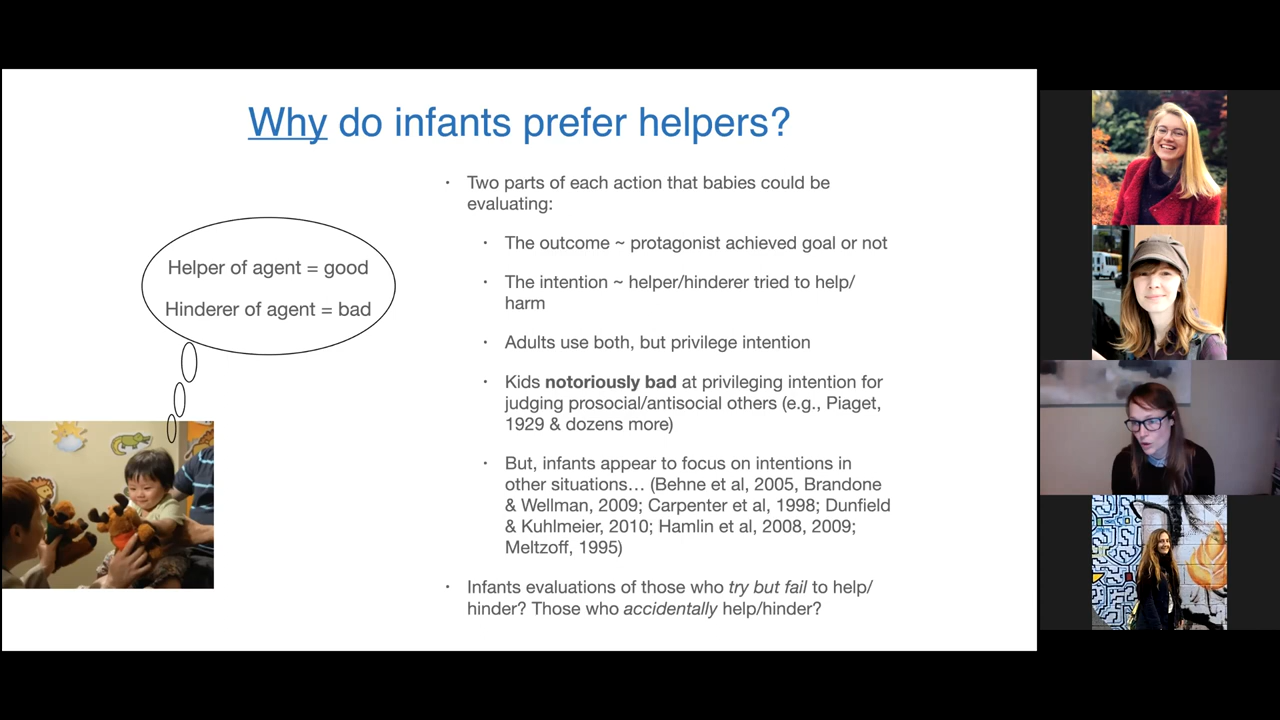 Why do infants prefer helpers?
Helper of agent = good
Hinderer of agent = bad
· Two parts of each action that babies could be
evaluating:
· The outcome ~ protagonist achieved goal or not
· The intention ~ helper/hinderer tried to help/
harm
· Adults use both, but privilege intention
· Kids notoriously bad at privileging intention for
judging prosocial/antisocial others (e.g., Piaget,
1929 & dozens more)
· But, infants appear to focus on intentions in
other situations… (Behne et al, 2005, Brandone
& Wellman, 2009; Carpenter et al, 1998; Dunfield
& Kuhlmeier, 2010; Hamlin et al, 2008, 2009;
Meltzoff, 1995)
· Infants evaluations of those who try but fail to help/
hinder? Those who accidentally help/hinder?